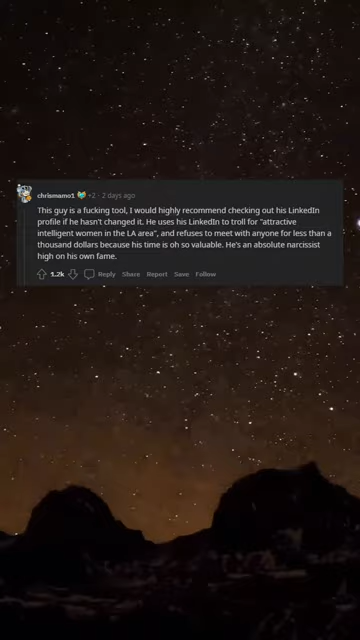 chrismamo1 +2 · 2 days ago
This guy is a fucking tool, I would highly recommend checking out his LinkedIn
profile if he hasn't changed it. He uses his LinkedIn to troll for "attractive
intelligent women in the LA area", and refuses to meet with anyone for less than a
thousand dollars because his time is oh so valuable. He's an absolute narcissist
high on his own fame.
1.2k Reply Share Report Save Follow